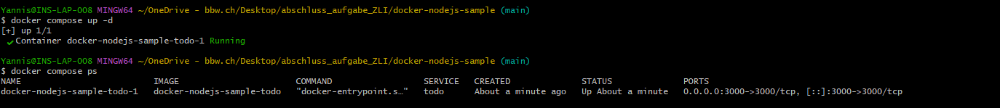 Yannis@INS-LAP-008 MINGW64 ~/OneDrive - bbw.ch/Desktop/abschluss_aufgabe_ZLI/docker-nodejs-sample (main)
$ docker compose up -d
[+] up 1/1
✔ Container docker-nodejs-sample-todo-1 Running
Yannis@INS-LAP-008 MINGW64 ~/OneDrive - bbw.ch/Desktop/abschluss_aufgabe_ZLI/docker-nodejs-sample (main)
$ docker compose ps
NAME IMAGE COMMAND SERVICE CREATED STATUS PORTS
docker-nodejs-sample-todo-1 docker-nodejs-sample-todo "docker-entrypoint.s…" todo About a minute ago Up About a minute 0.0.0.0:3000->3000/tcp, [::]:3000->3000/tcp